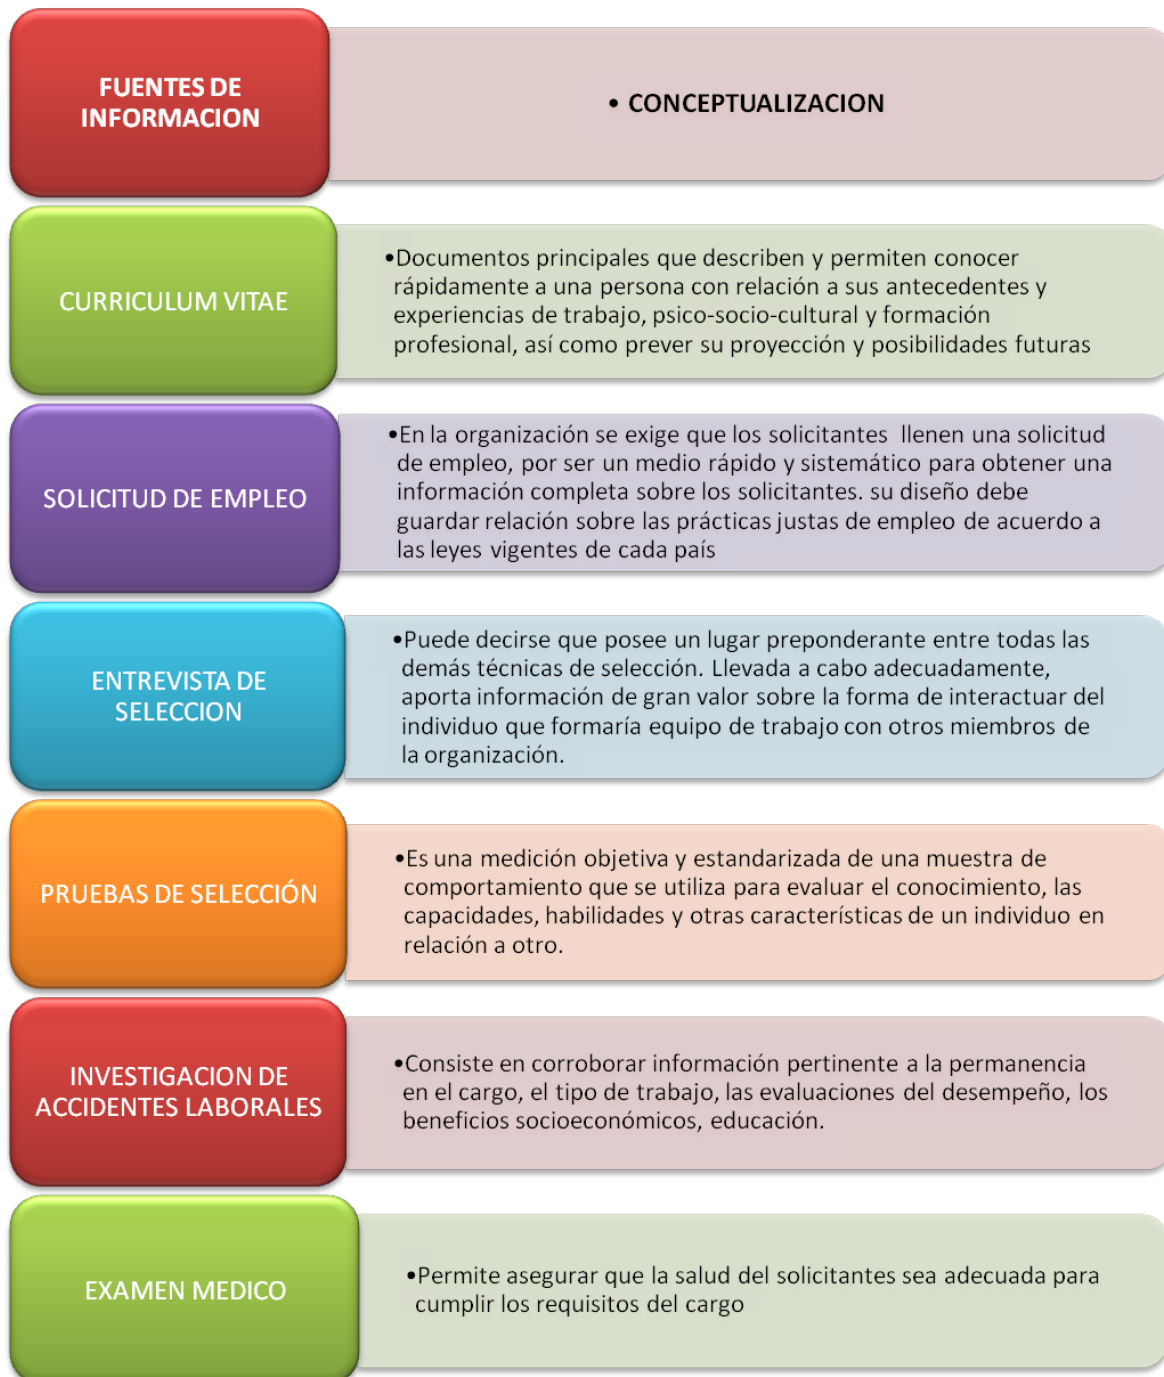 FUENTES DE
INFORMACION
• CONCEPTUALIZACION
CURRICULUM VITAE
•Documentos principales que describen y permiten conocer
rápidamente a una persona con relación a sus antecedentes y
experiencias de trabajo, psico-socio-cultural y formación
profesional, así como prever su proyección y posibilidades futuras
SOLICITUD DE EMPLEO
•En la organización se exige que los solicitantes  llenen una solicitud
de empleo, por ser un medio rápido y sistemático para obtener una
información completa sobre los solicitantes. su diseño debe
guardar relación sobre las prácticas justas de empleo de acuerdo a
las leyes vigentes de cada país
ENTREVISTA DE
SELECCION
•Puede decirse que posee un lugar preponderante entre todas las
demás técnicas de selección. Llevada a cabo adecuadamente,
aporta información de gran valor sobre la forma de interactuar del
individuo que formaría equipo de trabajo con otros miembros de
la organización.
PRUEBAS DE SELECCIÓN
•Es una medición objetiva y estandarizada de una muestra de
comportamiento que se utiliza para evaluar el conocimiento, las
capacidades, habilidades y otras características de un individuo en
relación a otro.
INVESTIGACION DE
ACCIDENTES LABORALES
•Consiste en corroborar información pertinente a la permanencia
en el cargo, el tipo de trabajo, las evaluaciones del desempeño, los
beneficios socioeconómicos, educación.
EXAMEN MEDICO
•Permite asegurar que la salud del solicitantes sea adecuada para
cumplir los requisitos del cargo